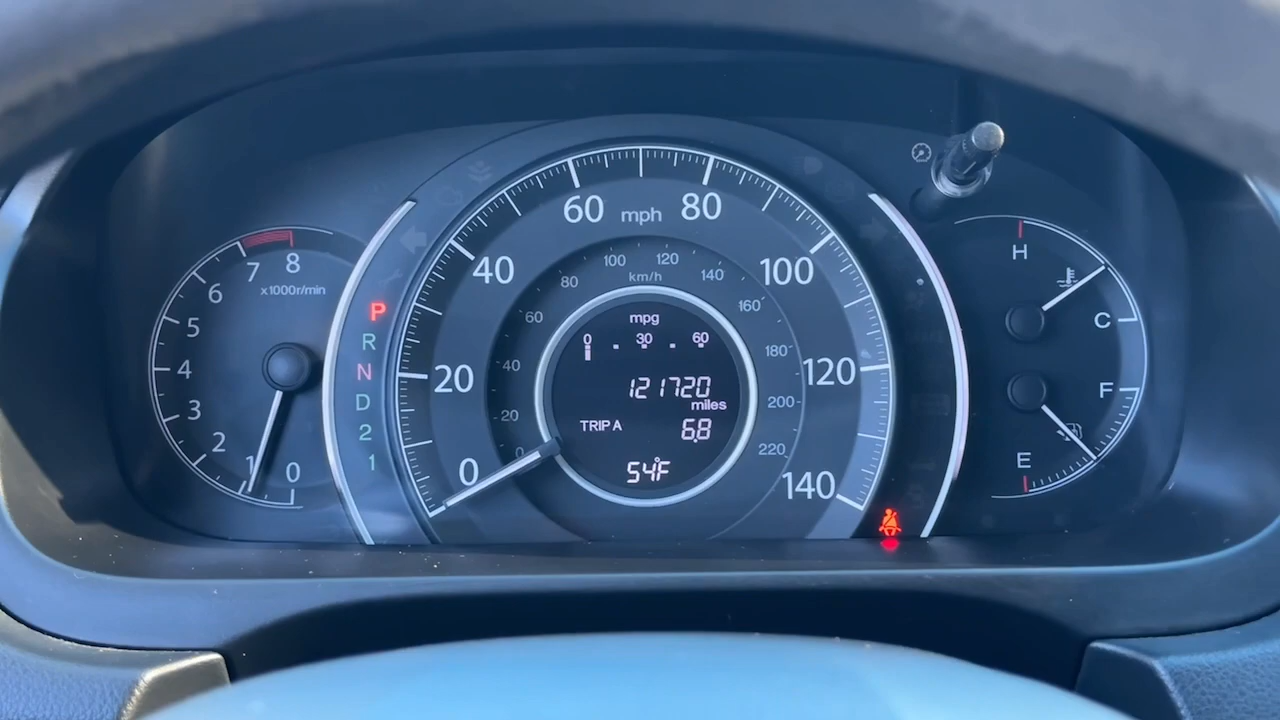 8
7
6
5
4
3
2
1
0
x1000r/min
P
R
N
D
2
1
0
20
40
60
mph
80
100
120
140
0
20
40
60
80
100
120
140
160
180
200
220
km/h
mpg
0 . 30 . 60
121720
miles
TRIP A 6.8
54°F
H
C
F
E